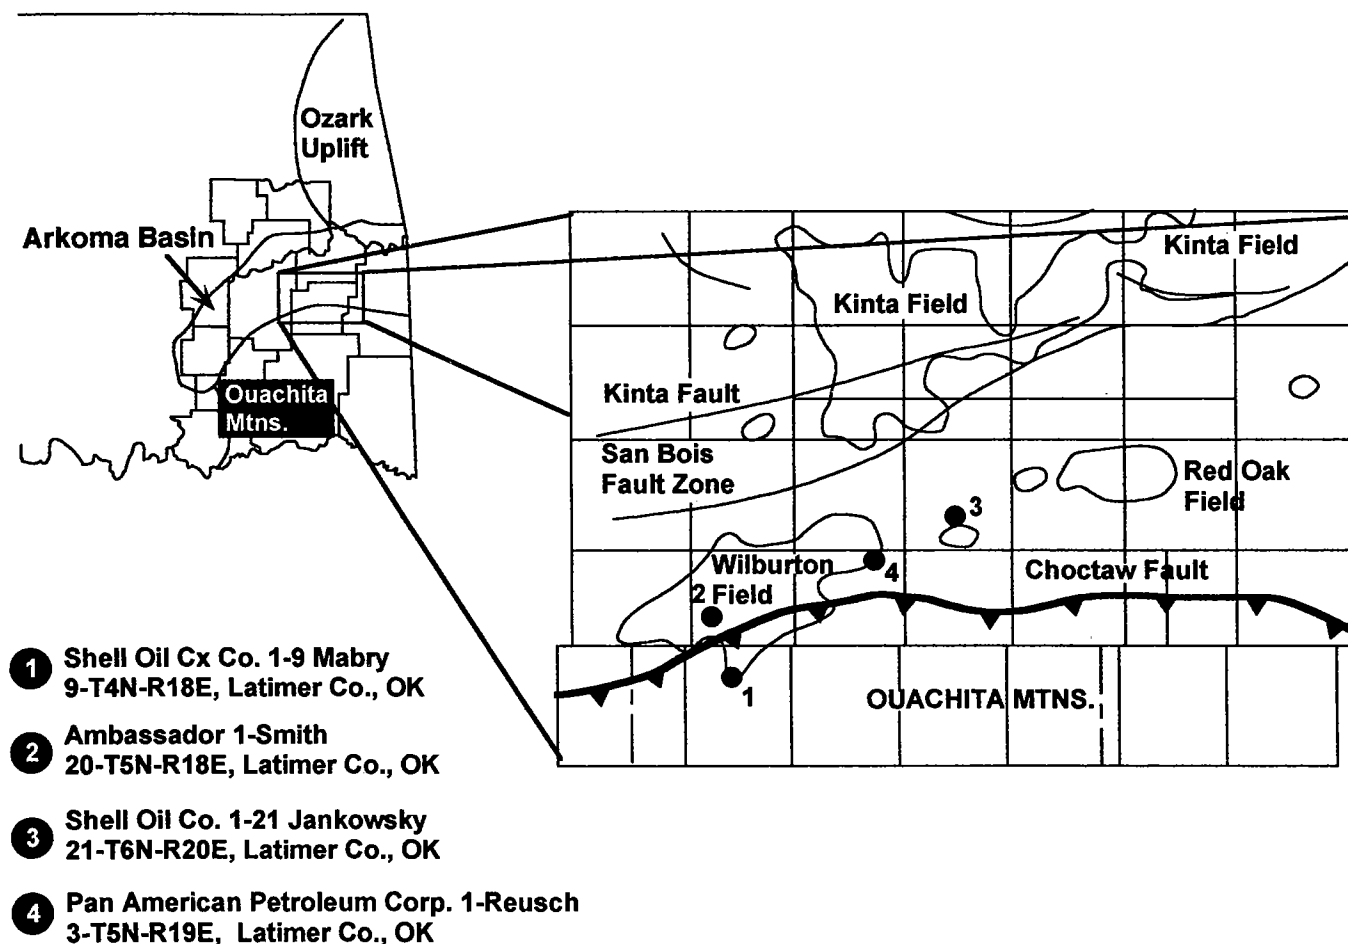 Ozark
Uplift
Arkoma Basin
Ouachita
Mtns.
Kinta Field
Kinta Field
Kinta Fault
San Bois
Fault Zone
Red Oak
Field
3
Wilburton
Field
2
4
Choctaw Fault
1
OUACHITA MTNS.
1 Shell Oil Cx Co. 1-9 Mabry
9-T4N-R18E, Latimer Co., OK
2 Ambassador 1-Smith
20-T5N-R18E, Latimer Co., OK
3 Shell Oil Co. 1-21 Jankowsky
21-T6N-R20E, Latimer Co., OK
4 Pan American Petroleum Corp. 1-Reusch
3-T5N-R19E, Latimer Co., OK